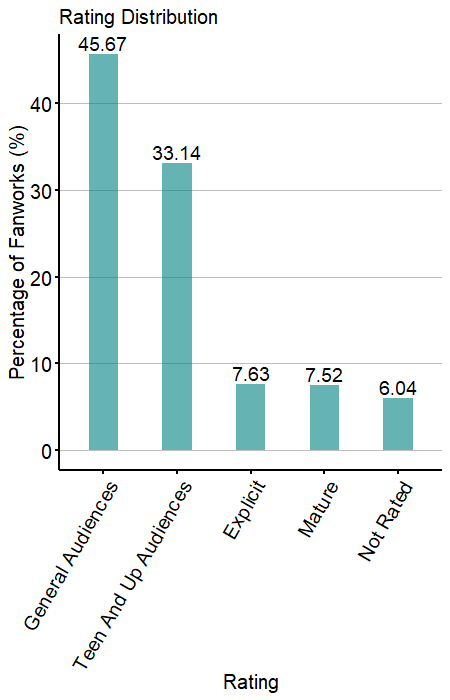 Rating Distribution
45.67
33.14
7.63
7.52
6.04
40
30
20
10
0
Percentage of Fanworks (%)
General Audiences
Teen And Up Audiences
Explicit
Mature
Not Rated
Rating